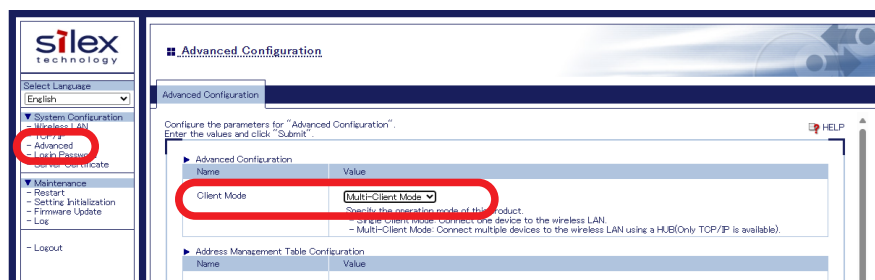 silex
technology
Select Language
English
▼ System Configuration
- Wireless LAN
- TCP/IP
- Advanced
- Login Password
- Server Certificate
▼ Maintenance
- Restart
- Setting Initialization
- Firmware Update
- Log
- Logout
Advanced Configuration
Advanced Configuration
Configure the parameters for "Advanced Configuration".
Enter the values and click "Submit".
HELP
Advanced Configuration
Name Value
Client Mode Multi-Client Mode
Specify the operation mode of this product.
- Single Client Mode: Connect one device to the wireless LAN.
- Multi-Client Mode: Connect multiple devices to the wireless LAN using a HUB(Only TCP/IP is available).
Address Management Table Configuration
Name Value